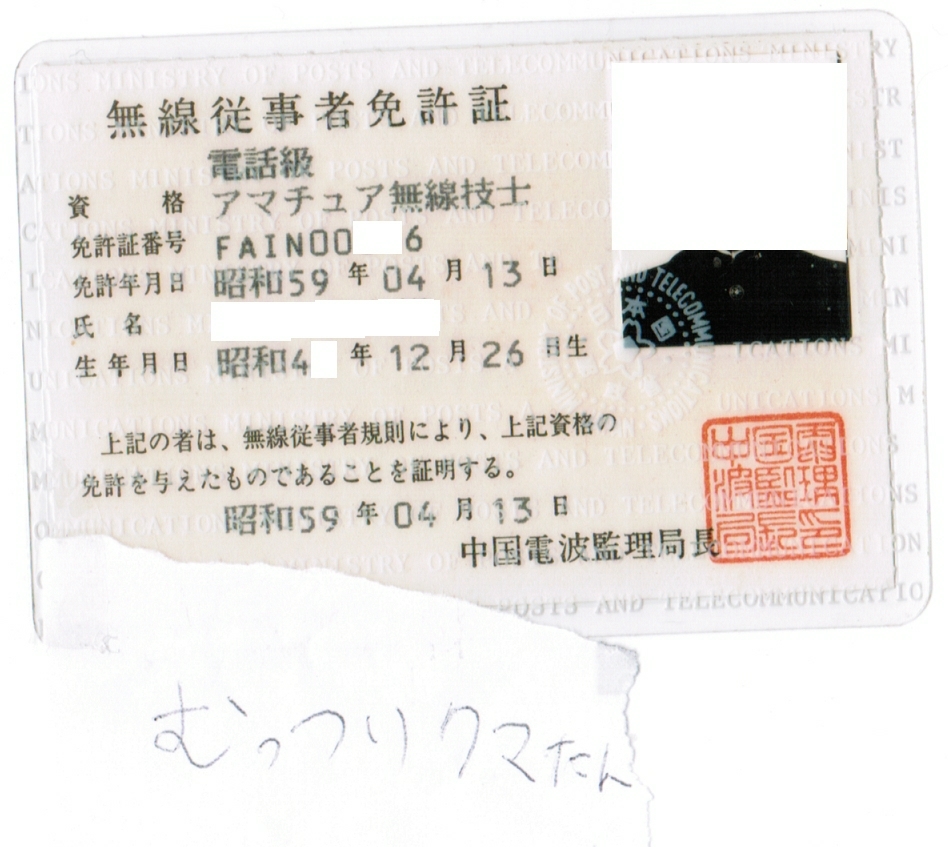 無線従事者免許証
電話級
資格 アマチュア無線技士
免許証番号 FAIN00 6
免許年月日 昭和59年04月13日
氏名
生年月日 昭和4 年12月26日生
上記の者は、無線従事者規則により、上記資格の
免許を与えたものであることを証明する。
昭和59年04月13日
中国電波監理局長
むっつりクマたん